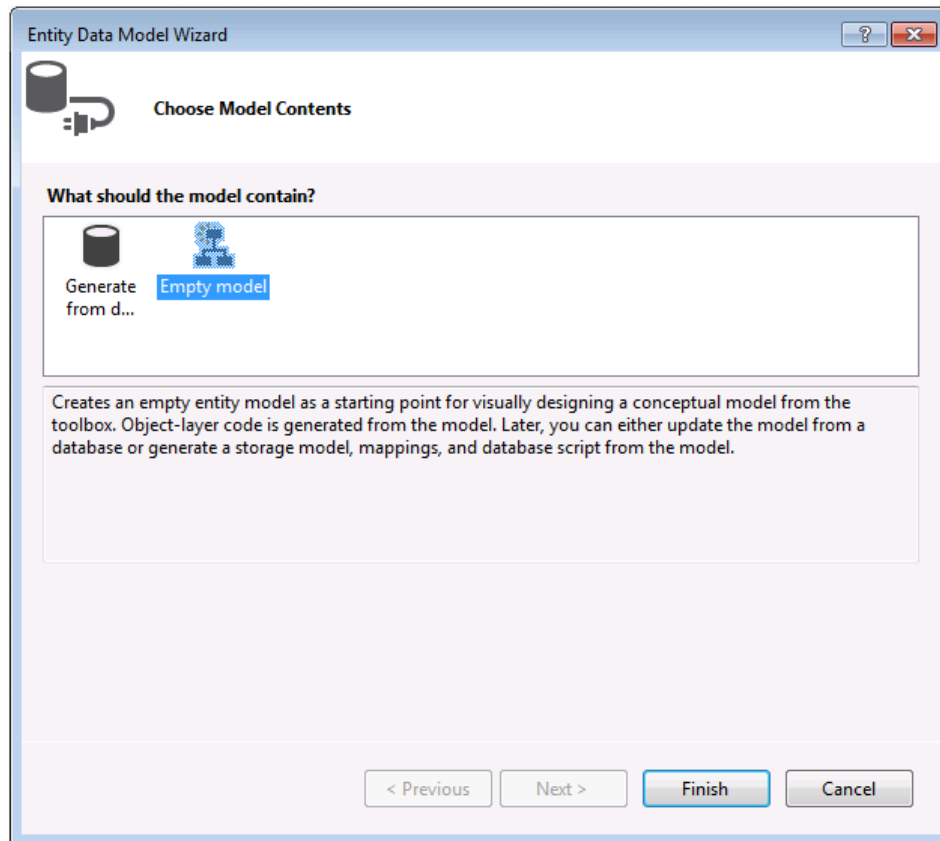 Entity Data Model Wizard
?
Choose Model Contents
What should the model contain?
Generate
from d...
Empty model
Creates an empty entity model as a starting point for visually designing a conceptual model from the
toolbox. Object-layer code is generated from the model. Later, you can either update the model from a
database or generate a storage model, mappings, and database script from the model.
< Previous
Next >
Finish
Cancel